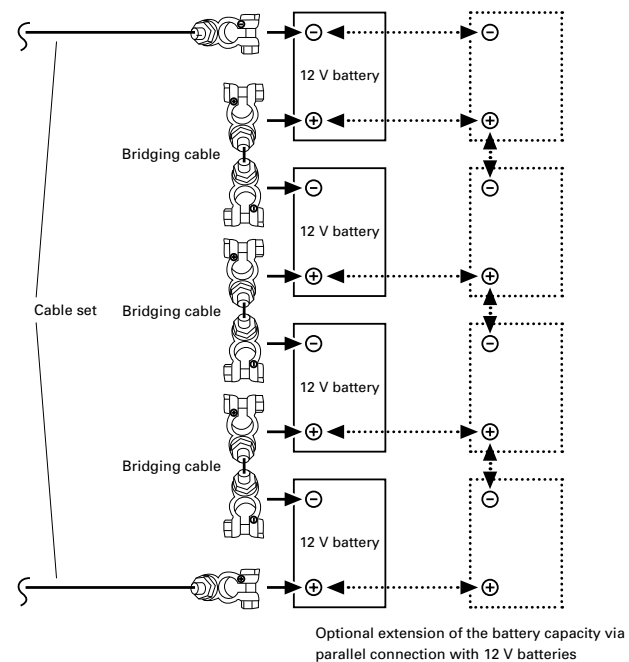 12 V battery
Bridging cable
12 V battery
Cable set
Bridging cable
12 V battery
Bridging cable
12 V battery
Optional extension of the battery capacity via
parallel connection with 12 V batteries